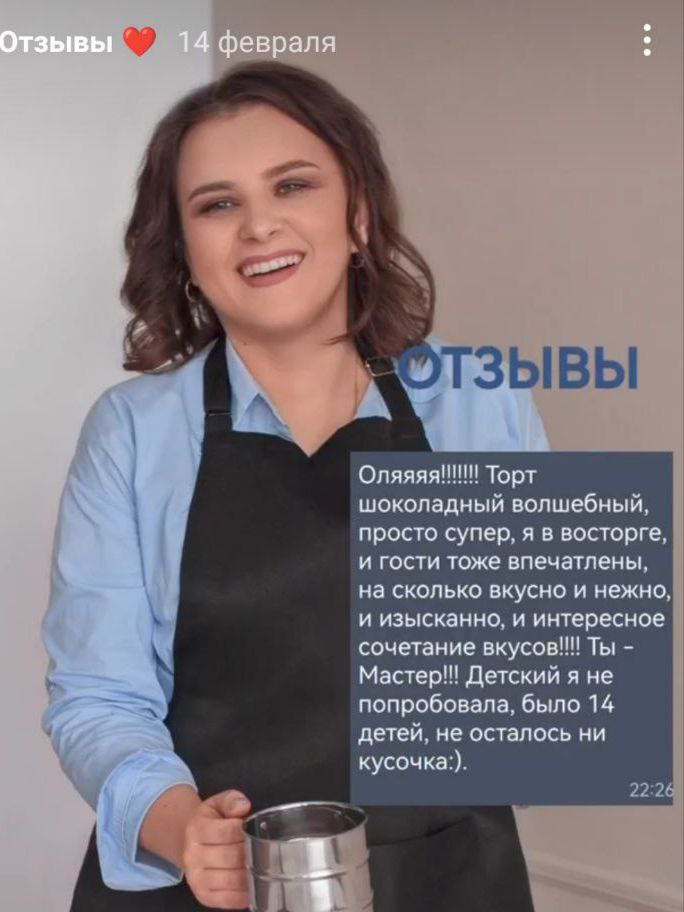 Отзывы ❤️ 14 февраля
ОТЗЫВЫ
Оляяяя!!!!!!! Торт
шоколадный волшебный,
просто супер, я в восторге,
и гости тоже впечатлены,
на сколько вкусно и нежно,
и изысканно, и интересное
сочетание вкусов!!!! Ты –
Мастер!!! Детский я не
попробовала, было 14
детей, не осталось ни
кусочка:).
22:26